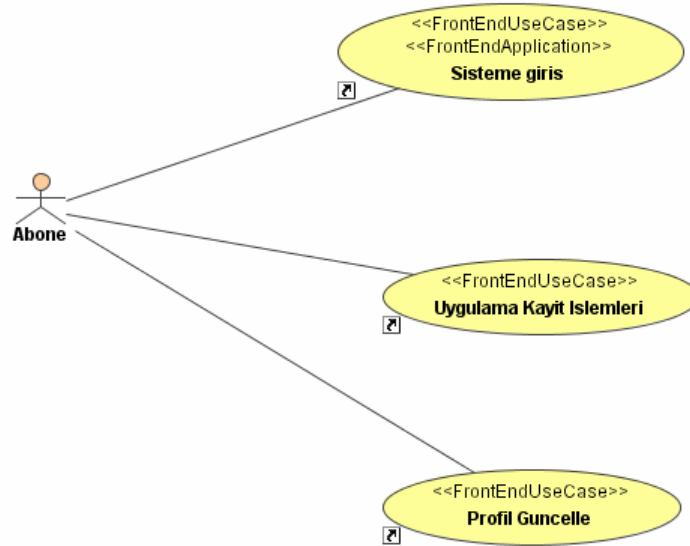 <<FrontEndUseCase>>
<<FrontEndApplication>>
Sisteme giris
Abone
<<FrontEndUseCase>>
Uygulama Kayit Islemleri
<<FrontEndUseCase>>
Profil Guncelle